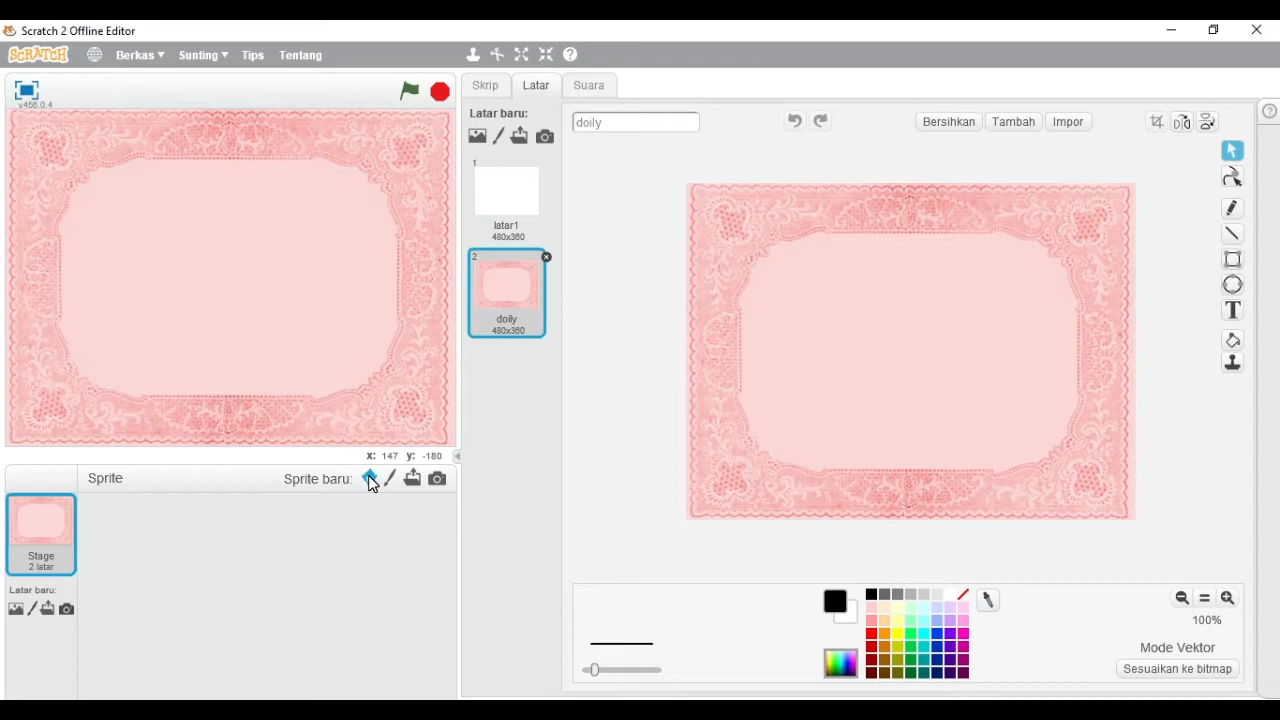 Scratch 2 Offline Editor
SCRATCH Berkas Sunting Tips Tentang
v456.0.4
Skrip Latar Suara
Latar baru:
1
latar1
480x360
2
doily
480x360
doily
Bersihkan Tambah Impor
T
x: 147 y: -180
Sprite Sprite baru:
Stage
2 latar
Latar baru:
100%
Mode Vektor
Sesuaikan ke bitmap